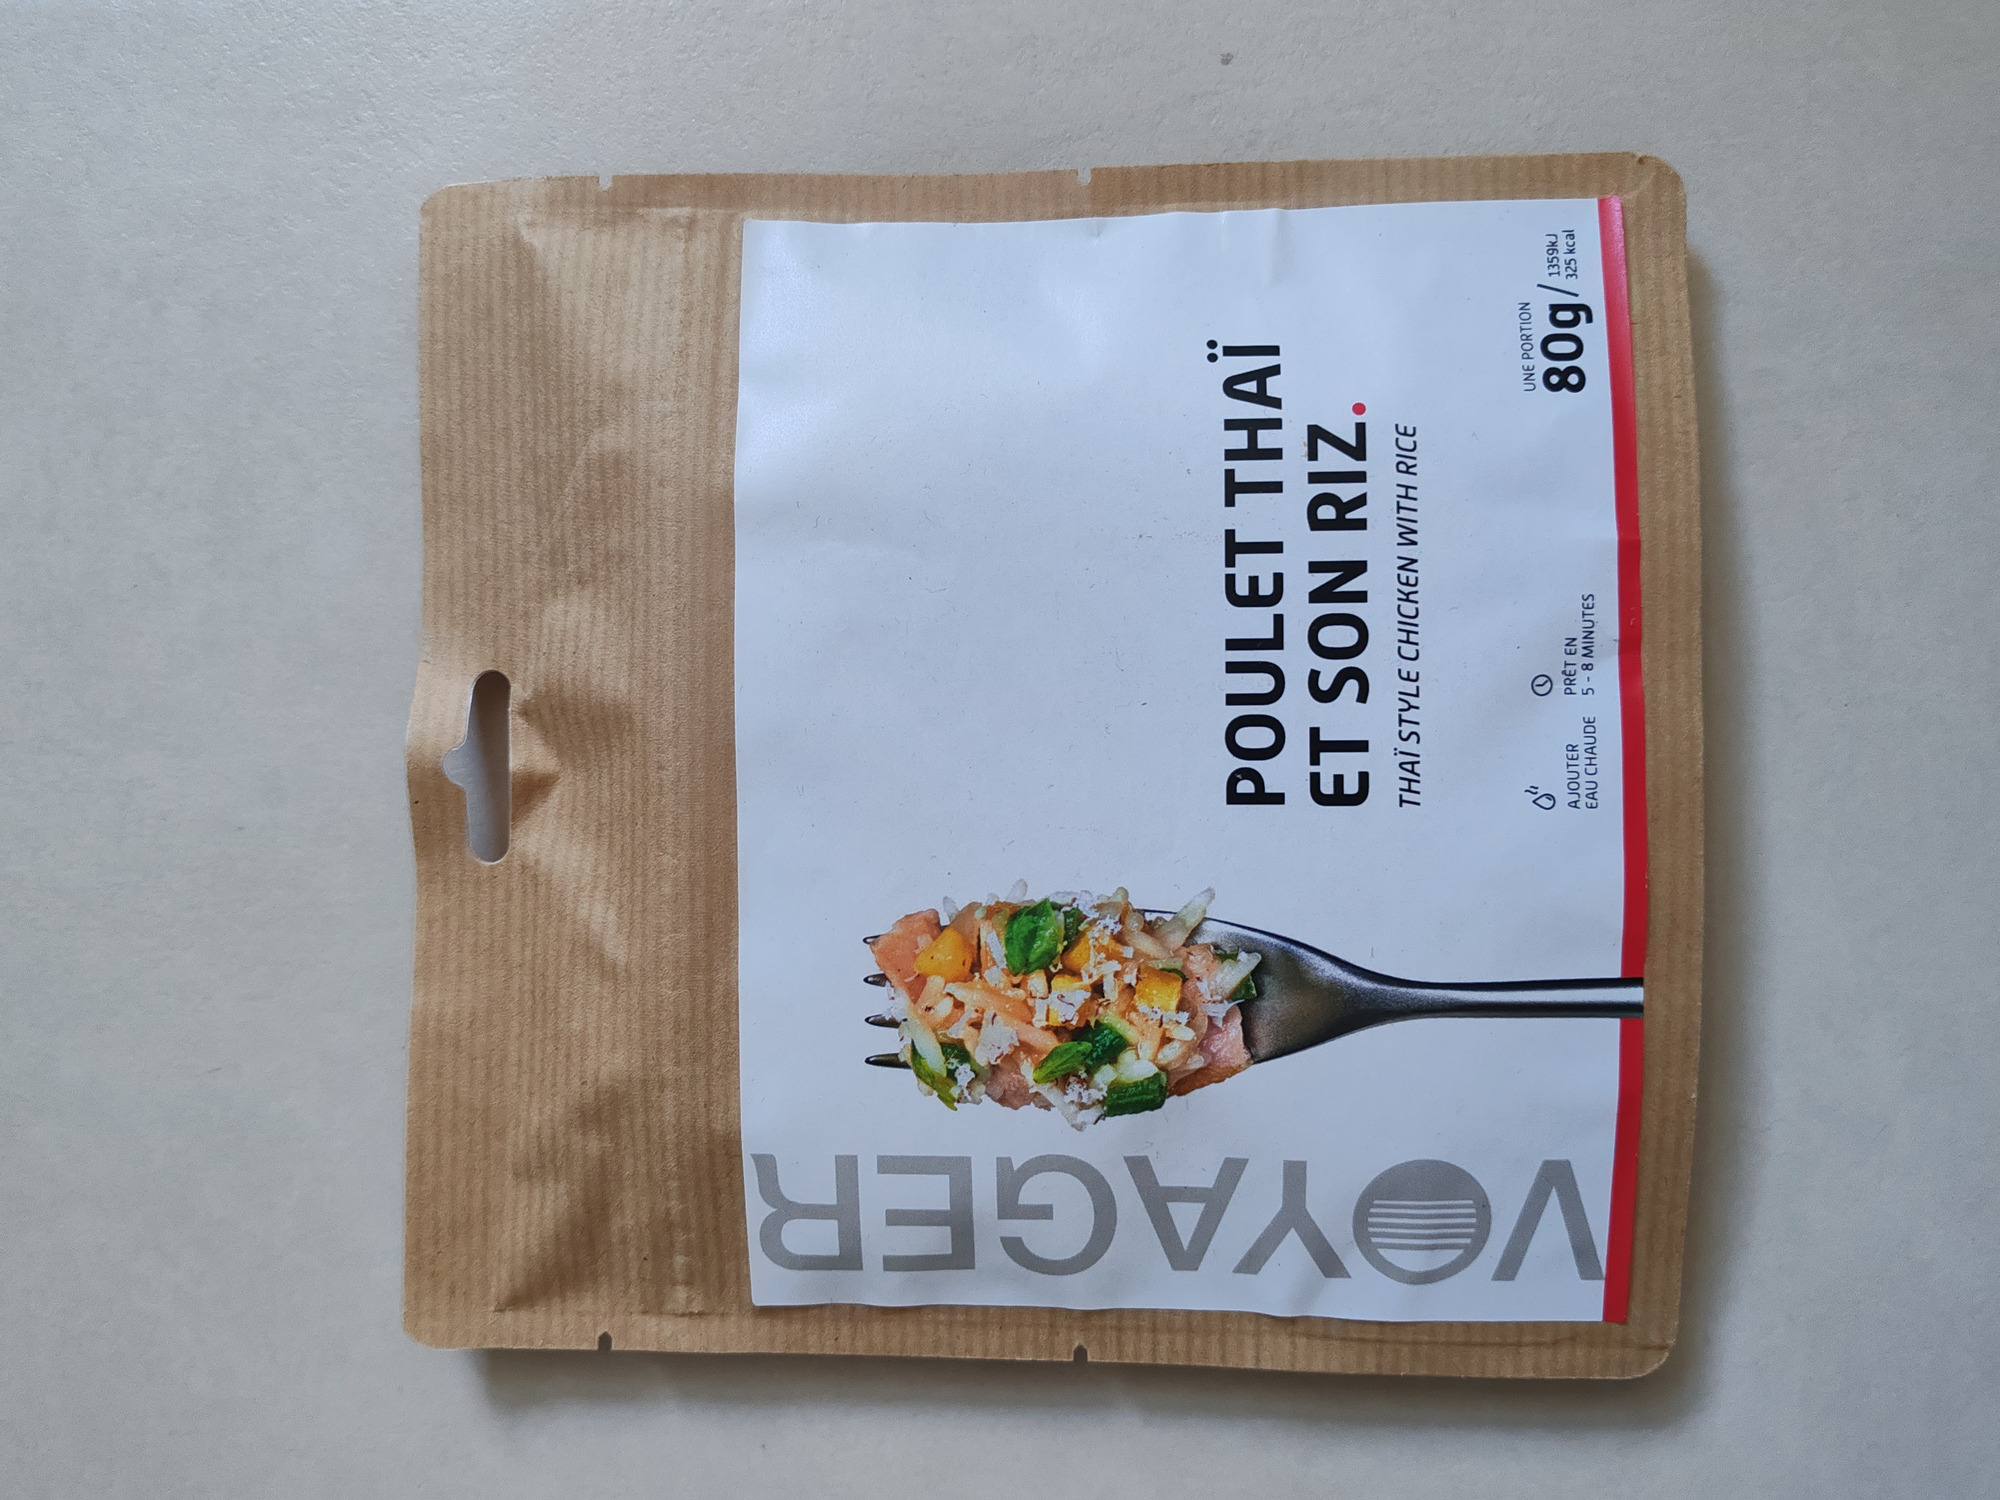 VOYAGER
POULET THAÏ
ET SON RIZ.
THAÏ STYLE CHICKEN WITH RICE
AJOUTER
EAU CHAUDE
PRÊT EN
5 - 8 MINUTES
UNE PORTION
80g/
1359kJ
325 kcal